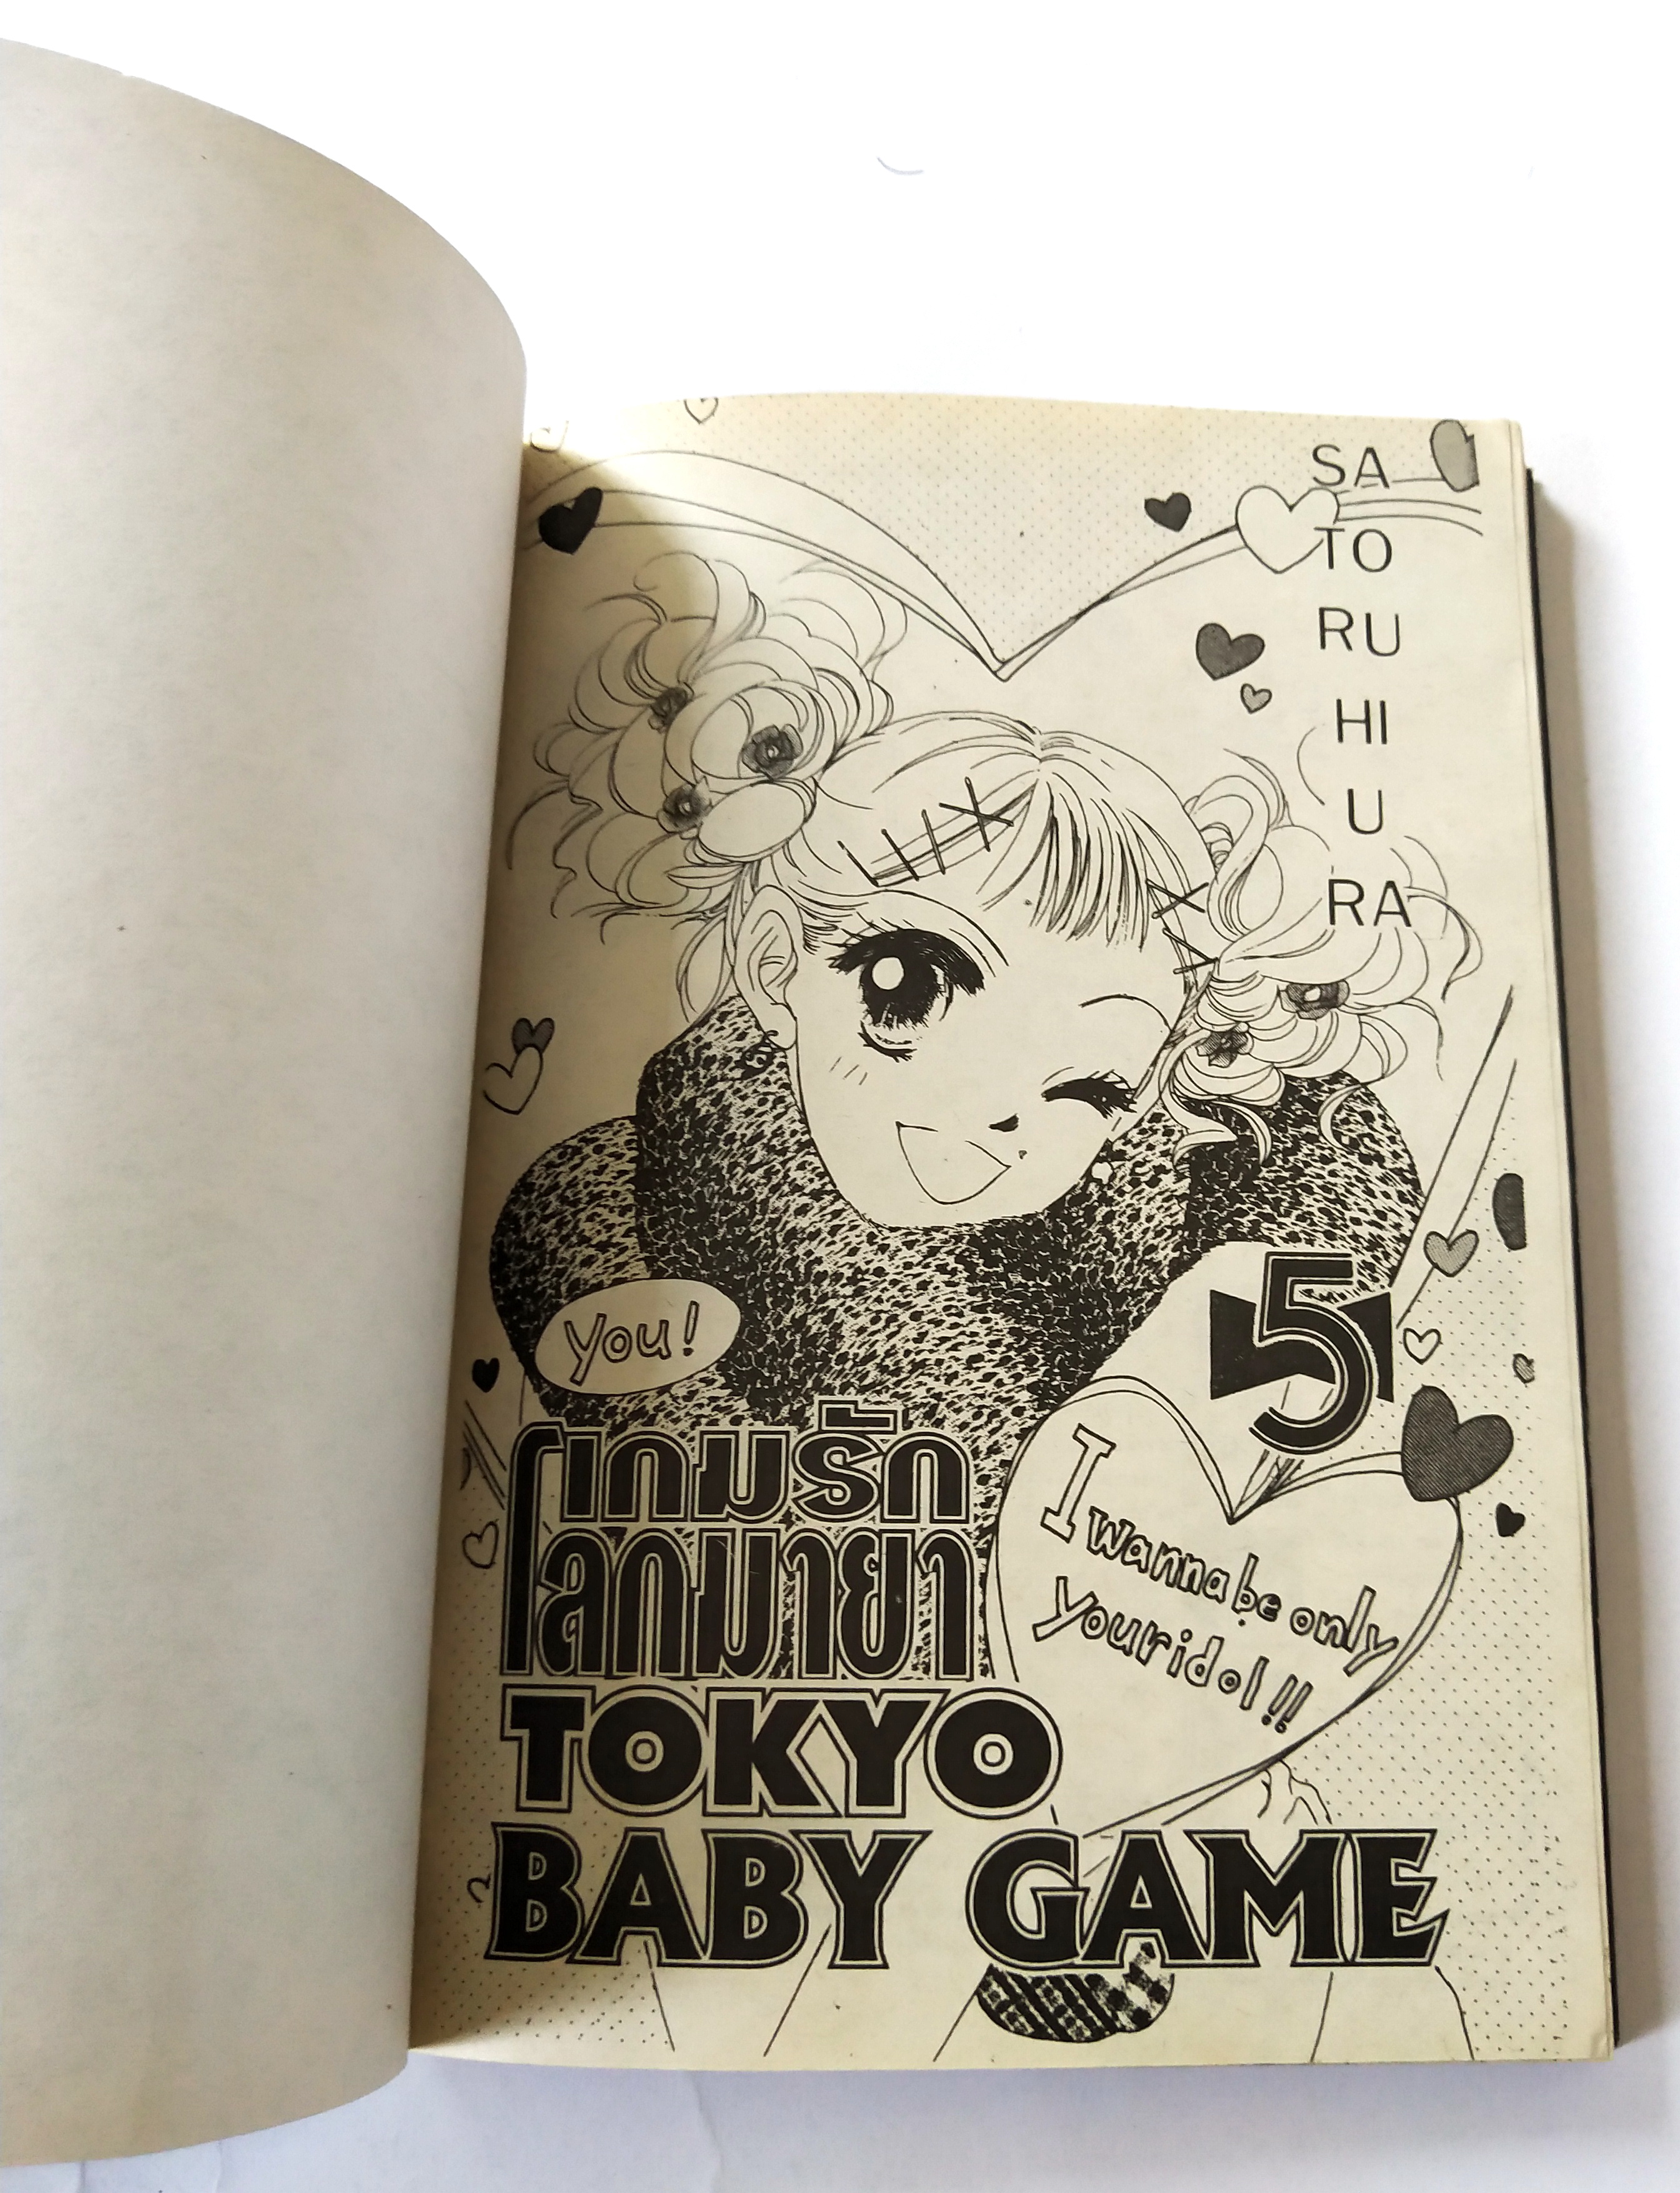 SA
TO
RU
HI
U
RA
you!
5
I wanna be only
your idol!!
เกมรัก
โลกมายา
TOKYO
BABY GAME